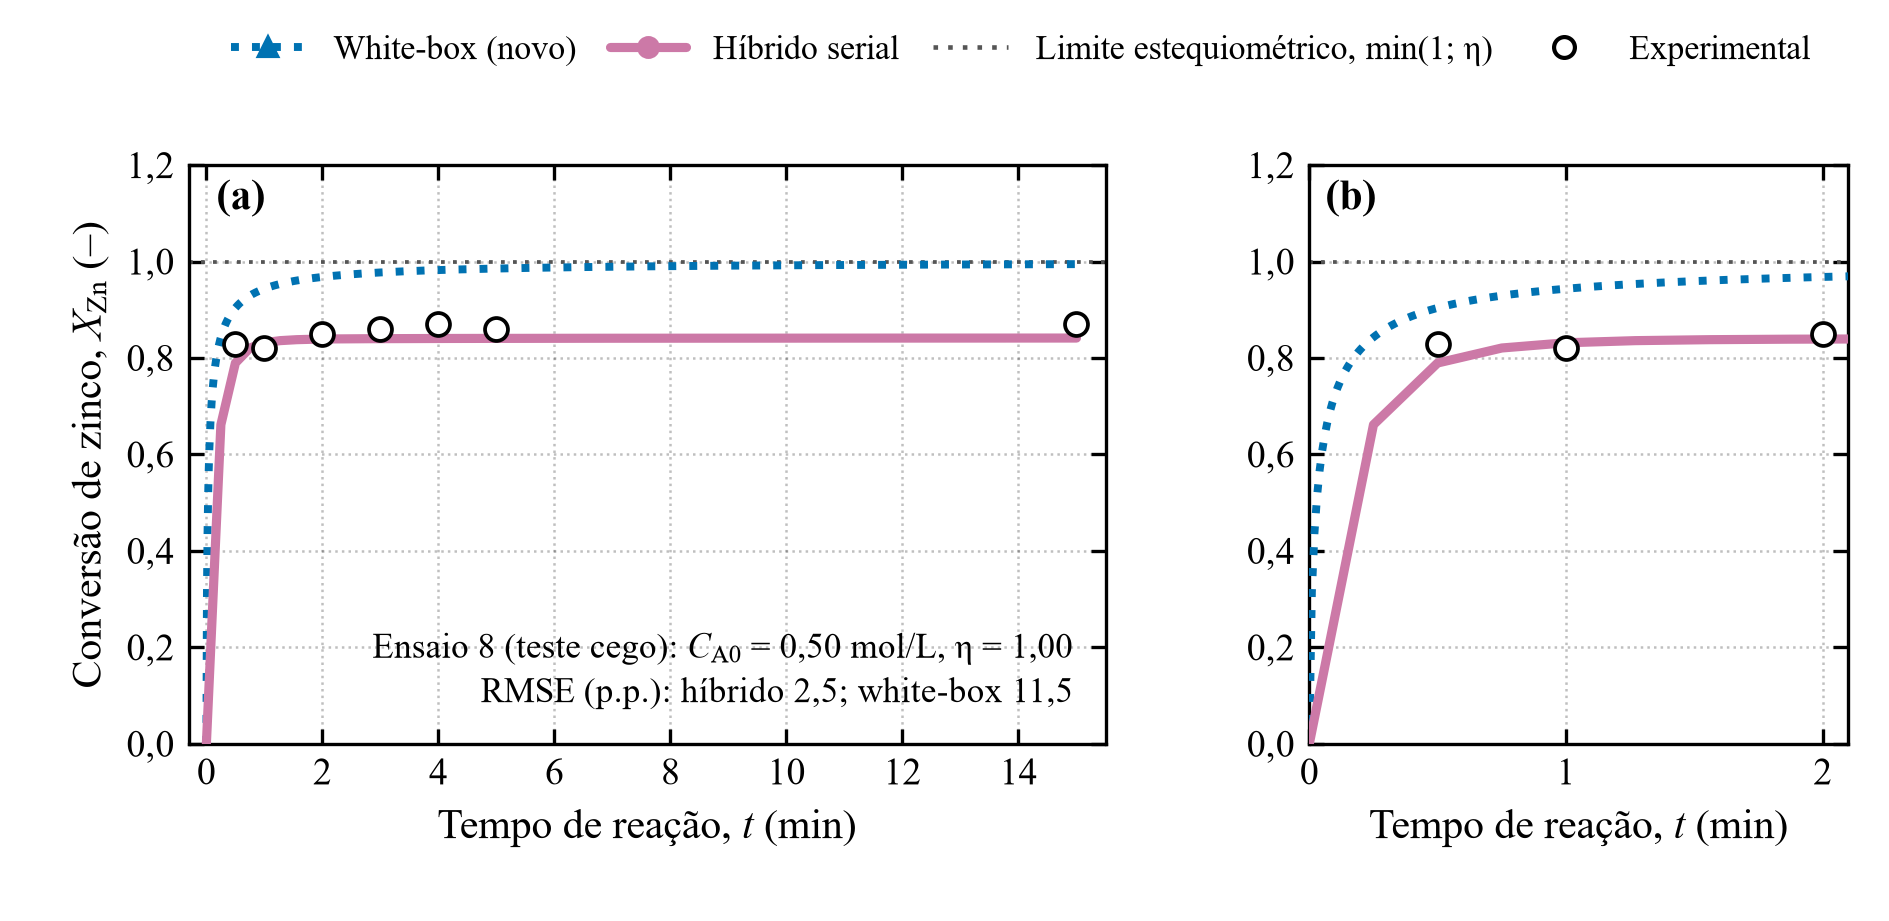 White-box (novo) Híbrido serial Limite estequiométrico, min(1; η) Experimental
(a)
1,2
1,0
0,8
0,6
0,4
0,2
0,0
Conversão de zinco, XZn (−)
Ensaio 8 (teste cego): CA0 = 0,50 mol/L, η = 1,00
RMSE (p.p.): híbrido 2,5; white-box 11,5
0 2 4 6 8 10 12 14
Tempo de reação, t (min)
(b)
1,2
1,0
0,8
0,6
0,4
0,2
0,0
0 1 2
Tempo de reação, t (min)